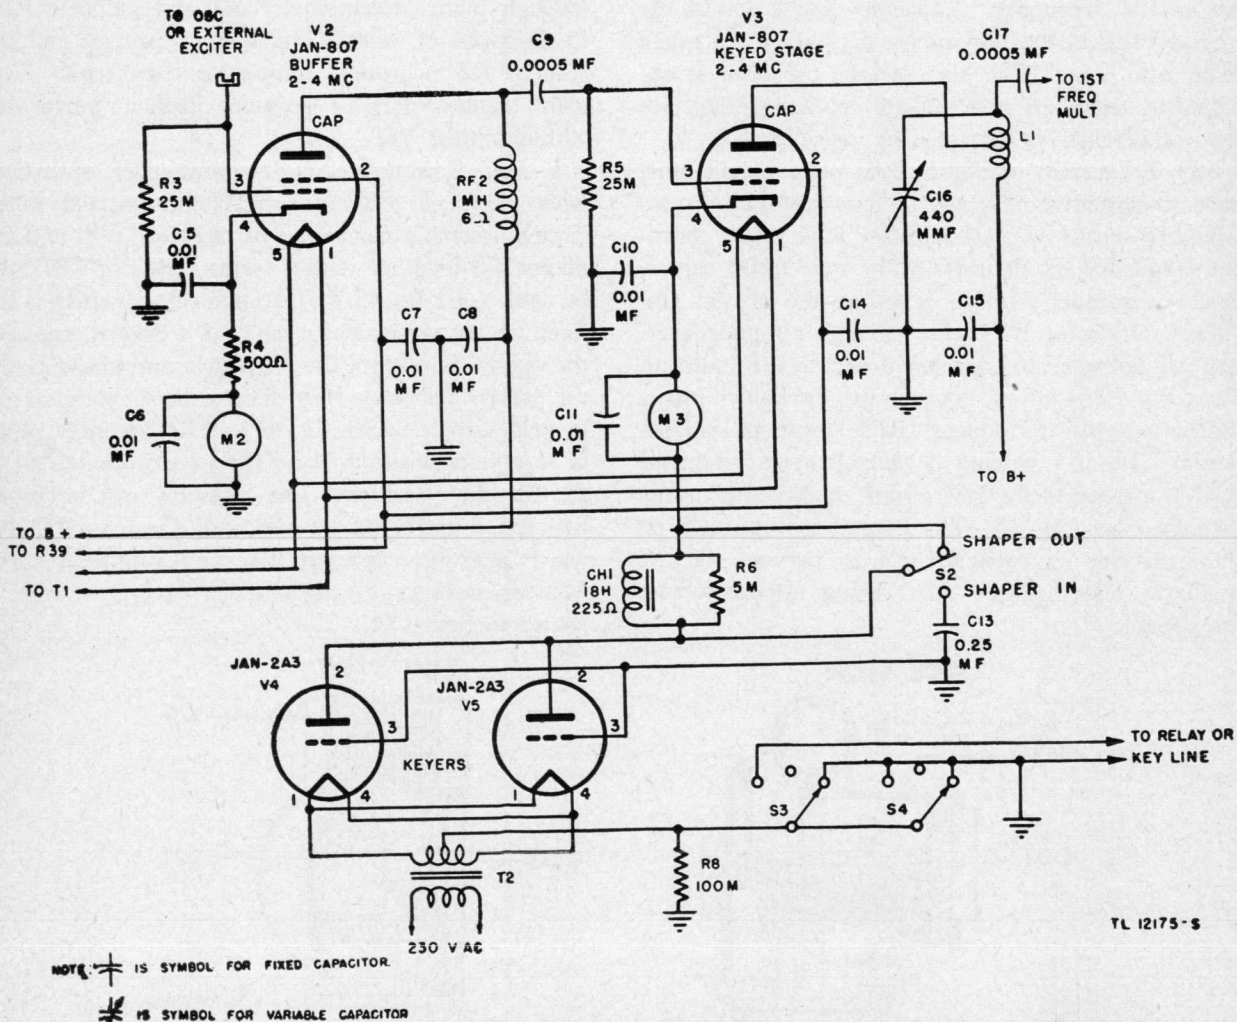 TO OSC
OR EXTERNAL
EXCITER
V2
JAN-807
BUFFER
2-4 MC
C9
0.0005 MF
V3
JAN-807
KEYED STAGE
2-4 MC
C17
0.0005 MF
TO 1ST
FREQ
MULT
CAP
CAP
L1
R3
25M
3
2
4
5
1
RF2
1MH
6Ω
R5
25M
3
2
4
5
1
C16
440
MMF
C5
0.01
MF
C10
0.01
MF
R4
500Ω
C7
0.01
MF
C8
0.01
MF
C14
0.01
MF
C15
0.01
MF
C6
0.01
MF
M2
C11
0.01
MF
M3
TO B+
TO B+
TO R39
TO T1
SHAPER OUT
S2
SHAPER IN
CH1
18H
225Ω
R6
5M
C13
0.25
MF
JAN-2A3
V4
2
3
1
4
JAN-2A3
V5
2
3
1
4
KEYERS
TO RELAY OR
KEY LINE
S3
S4
T2
R8
100M
230 V AC
TL 12175-S
NOTE: IS SYMBOL FOR FIXED CAPACITOR.
IS SYMBOL FOR VARIABLE CAPACITOR